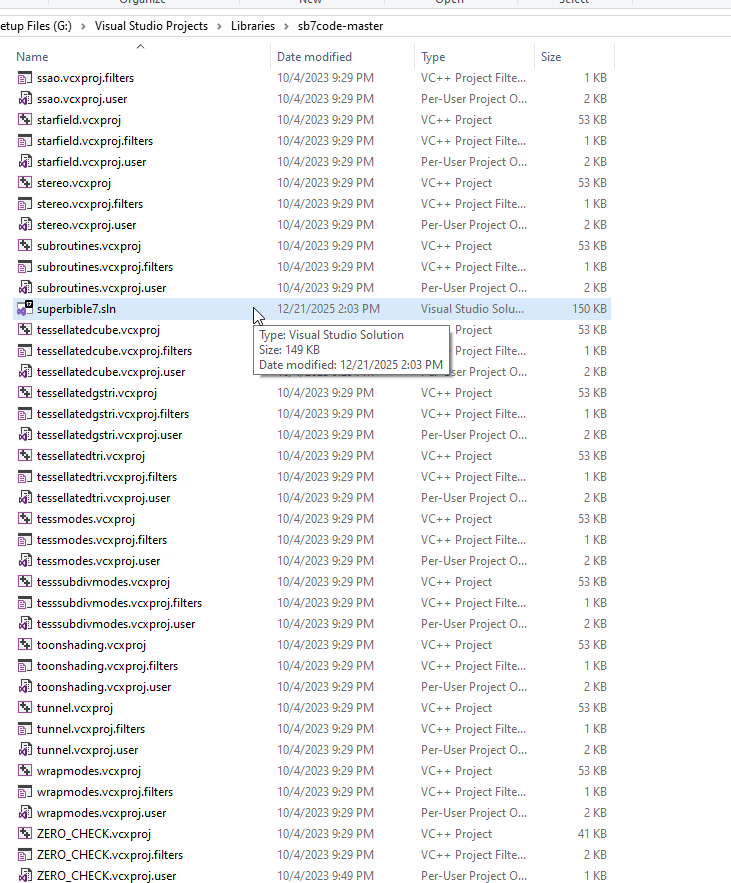 Organize New Open Select
etup Files (G:) > Visual Studio Projects > Libraries > sb7code-master
Name Date modified Type Size
ssao.vcxproj.filters 10/4/2023 9:29 PM VC++ Project Filte... 1 KB
ssao.vcxproj.user 10/4/2023 9:29 PM Per-User Project O... 2 KB
starfield.vcxproj 10/4/2023 9:29 PM VC++ Project 53 KB
starfield.vcxproj.filters 10/4/2023 9:29 PM VC++ Project Filte... 1 KB
starfield.vcxproj.user 10/4/2023 9:29 PM Per-User Project O... 2 KB
stereo.vcxproj 10/4/2023 9:29 PM VC++ Project 53 KB
stereo.vcxproj.filters 10/4/2023 9:29 PM VC++ Project Filte... 1 KB
stereo.vcxproj.user 10/4/2023 9:29 PM Per-User Project O... 2 KB
subroutines.vcxproj 10/4/2023 9:29 PM VC++ Project 53 KB
subroutines.vcxproj.filters 10/4/2023 9:29 PM VC++ Project Filte... 1 KB
subroutines.vcxproj.user 10/4/2023 9:29 PM Per-User Project O... 2 KB
superbible7.sln 12/21/2025 2:03 PM Visual Studio Solu... 150 KB
tessellatedcube.vcxproj Project 53 KB
Type: Visual Studio Solution
tessellatedcube.vcxproj.filters Project Filte... 1 KB
Size: 149 KB
tessellatedcube.vcxproj.user User Project O... 2 KB
Date modified: 12/21/2025 2:03 PM
tessellatedgstri.vcxproj 10/4/2023 9:29 PM VC++ Project 53 KB
tessellatedgstri.vcxproj.filters 10/4/2023 9:29 PM VC++ Project Filte... 1 KB
tessellatedgstri.vcxproj.user 10/4/2023 9:29 PM Per-User Project O... 2 KB
tessellatedtri.vcxproj 10/4/2023 9:29 PM VC++ Project 53 KB
tessellatedtri.vcxproj.filters 10/4/2023 9:29 PM VC++ Project Filte... 1 KB
tessellatedtri.vcxproj.user 10/4/2023 9:29 PM Per-User Project O... 2 KB
tessmodes.vcxproj 10/4/2023 9:29 PM VC++ Project 53 KB
tessmodes.vcxproj.filters 10/4/2023 9:29 PM VC++ Project Filte... 1 KB
tessmodes.vcxproj.user 10/4/2023 9:29 PM Per-User Project O... 2 KB
tesssubdivmodes.vcxproj 10/4/2023 9:29 PM VC++ Project 53 KB
tesssubdivmodes.vcxproj.filters 10/4/2023 9:29 PM VC++ Project Filte... 1 KB
tesssubdivmodes.vcxproj.user 10/4/2023 9:29 PM Per-User Project O... 2 KB
toonshading.vcxproj 10/4/2023 9:29 PM VC++ Project 53 KB
toonshading.vcxproj.filters 10/4/2023 9:29 PM VC++ Project Filte... 1 KB
toonshading.vcxproj.user 10/4/2023 9:29 PM Per-User Project O... 2 KB
tunnel.vcxproj 10/4/2023 9:29 PM VC++ Project 53 KB
tunnel.vcxproj.filters 10/4/2023 9:29 PM VC++ Project Filte... 1 KB
tunnel.vcxproj.user 10/4/2023 9:29 PM Per-User Project O... 2 KB
wrapmodes.vcxproj 10/4/2023 9:29 PM VC++ Project 53 KB
wrapmodes.vcxproj.filters 10/4/2023 9:29 PM VC++ Project Filte... 1 KB
wrapmodes.vcxproj.user 10/4/2023 9:29 PM Per-User Project O... 2 KB
ZERO_CHECK.vcxproj 10/4/2023 9:29 PM VC++ Project 41 KB
ZERO_CHECK.vcxproj.filters 10/4/2023 9:29 PM VC++ Project Filte... 2 KB
ZERO_CHECK.vcxproj.user 10/4/2023 9:49 PM Per-User Project O... 2 KB